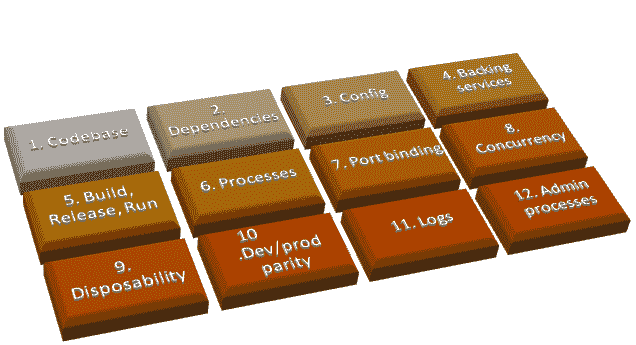 1. Codebase
2.
Dependencies
3. Config
4. Backing
services
5. Build,
Release, Run
6. Processes
7. Port binding
8.
Concurrency
9.
Disposability
10
.Dev/prod
parity
11. Logs
12. Admin
processes